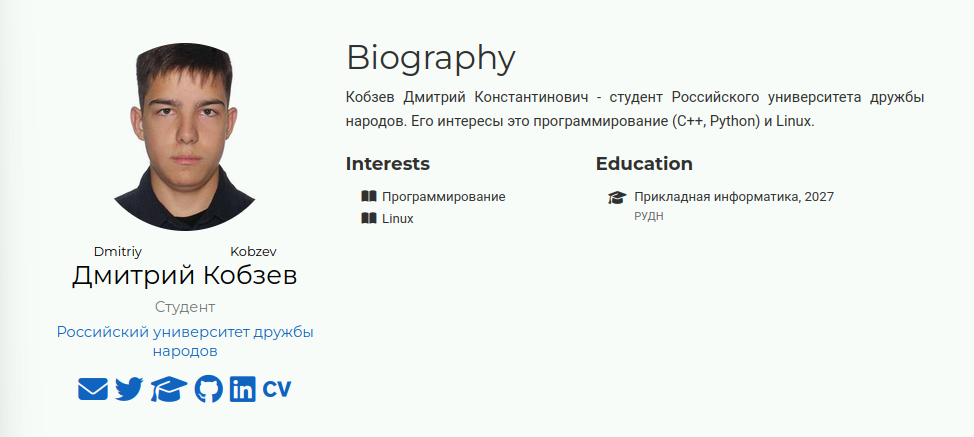 Biography
Кобзев Дмитрий Константинович - студент Российского университета дружбы
народов. Его интересы это программирование (C++, Python) и Linux.
Interests
Программирование
Linux
Education
Прикладная информатика, 2027
РУДН
Dmitriy Kobzev
Дмитрий Кобзев
Студент
Российский университет дружбы
народов
CV